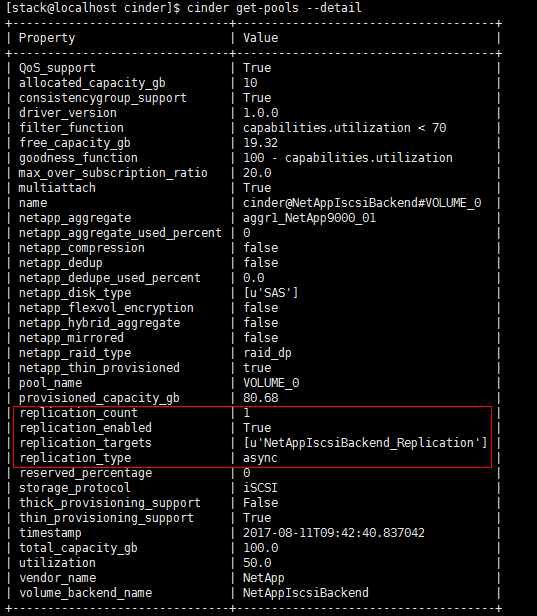 [stack@localhost cinder]$ cinder get-pools --detail
+-------------------------------+-----------------------------------+
| Property | Value |
+-------------------------------+-----------------------------------+
| QoS_support | True |
| allocated_capacity_gb | 10 |
| consistencygroup_support | True |
| driver_version | 1.0.0 |
| filter_function | capabilities.utilization < 70 |
| free_capacity_gb | 19.32 |
| goodness_function | 100 - capabilities.utilization |
| max_over_subscription_ratio | 20.0 |
| multiattach | True |
| name | cinder@NetAppIscsiBackend#VOLUME_0 |
| netapp_aggregate | aggr1_NetApp9000_01 |
| netapp_aggregate_used_percent | 0 |
| netapp_compression | false |
| netapp_dedup | false |
| netapp_dedupe_used_percent | 0.0 |
| netapp_disk_type | [u'SAS'] |
| netapp_flexvol_encryption | false |
| netapp_hybrid_aggregate | false |
| netapp_mirrored | false |
| netapp_raid_type | raid_dp |
| netapp_thin_provisioned | true |
| pool_name | VOLUME_0 |
| provisioned_capacity_gb | 80.68 |
| replication_count | 1 |
| replication_enabled | True |
| replication_targets | [u'NetAppIscsiBackend_Replication'] |
| replication_type | async |
| reserved_percentage | 0 |
| storage_protocol | iSCSI |
| thick_provisioning_support | False |
| thin_provisioning_support | True |
| timestamp | 2017-08-11T09:42:40.837042 |
| total_capacity_gb | 100.0 |
| utilization | 50.0 |
| vendor_name | NetApp |
| volume_backend_name | NetAppIscsiBackend |
+-------------------------------+-----------------------------------+